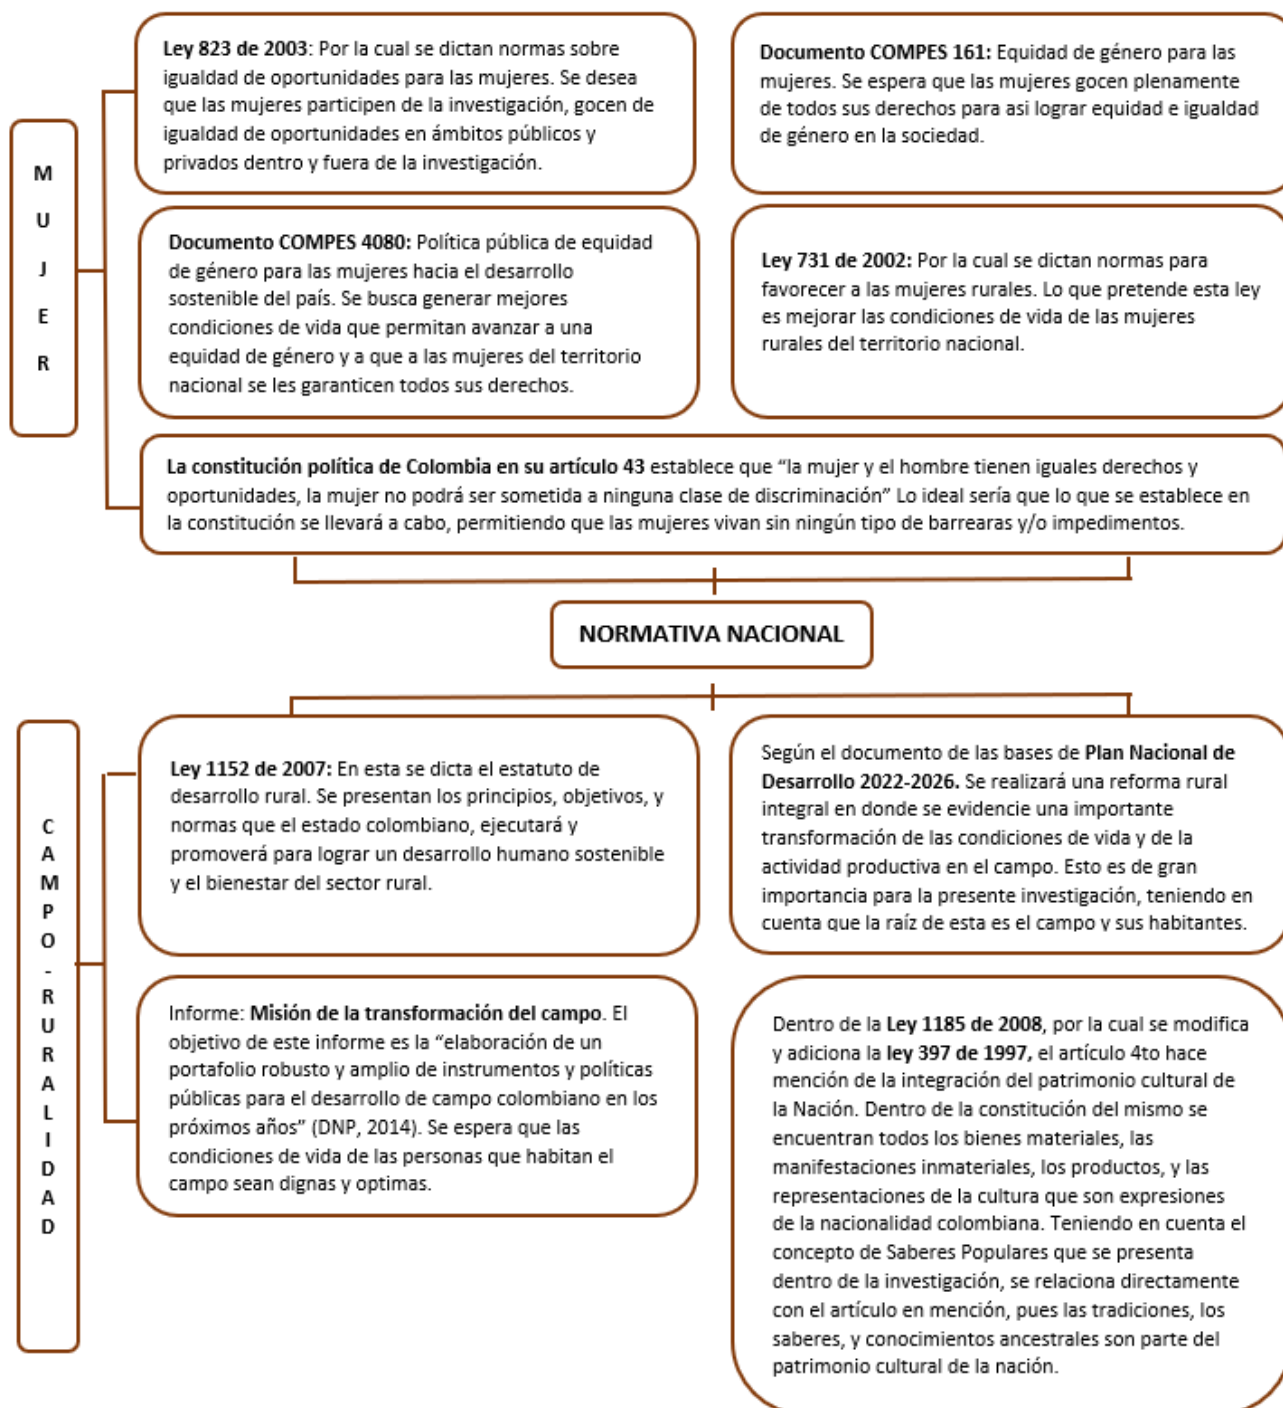 MUJER
Ley 823 de 2003: Por la cual se dictan normas sobre
igualdad de oportunidades para las mujeres. Se desea
que las mujeres participen de la investigación, gocen de
igualdad de oportunidades en ámbitos públicos y
privados dentro y fuera de la investigación.
Documento COMPES 161: Equidad de género para las
mujeres. Se espera que las mujeres gocen plenamente
de todos sus derechos para asi lograr equidad e igualdad
de género en la sociedad.
Documento COMPES 4080: Política pública de equidad
de género para las mujeres hacia el desarrollo
sostenible del país. Se busca generar mejores
condiciones de vida que permitan avanzar a una
equidad de género y a que a las mujeres del territorio
nacional se les garanticen todos sus derechos.
Ley 731 de 2002: Por la cual se dictan normas para
favorecer a las mujeres rurales. Lo que pretende esta ley
es mejorar las condiciones de vida de las mujeres
rurales del territorio nacional.
La constitución política de Colombia en su artículo 43 establece que “la mujer y el hombre tienen iguales derechos y
oportunidades, la mujer no podrá ser sometida a ninguna clase de discriminación” Lo ideal sería que lo que se establece en
la constitución se llevará a cabo, permitiendo que las mujeres vivan sin ningún tipo de barrearas y/o impedimentos.
NORMATIVA NACIONAL
CAMPO-RURALIDAD
Ley 1152 de 2007: En esta se dicta el estatuto de
desarrollo rural. Se presentan los principios, objetivos, y
normas que el estado colombiano, ejecutará y
promoverá para lograr un desarrollo humano sostenible
y el bienestar del sector rural.
Según el documento de las bases de Plan Nacional de
Desarrollo 2022-2026. Se realizará una reforma rural
integral en donde se evidencie una importante
transformación de las condiciones de vida y de la
actividad productiva en el campo. Esto es de gran
importancia para la presente investigación, teniendo en
cuenta que la raíz de esta es el campo y sus habitantes.
Informe: Misión de la transformación del campo. El
objetivo de este informe es la “elaboración de un
portafolio robusto y amplio de instrumentos y políticas
públicas para el desarrollo de campo colombiano en los
próximos años” (DNP, 2014). Se espera que las
condiciones de vida de las personas que habitan el
campo sean dignas y optimas.
Dentro de la Ley 1185 de 2008, por la cual se modifica
y adiciona la ley 397 de 1997, el artículo 4to hace
mención de la integración del patrimonio cultural de
la Nación. Dentro de la constitución del mismo se
encuentran todos los bienes materiales, las
manifestaciones inmateriales, los productos, y las
representaciones de la cultura que son expresiones
de la nacionalidad colombiana. Teniendo en cuenta el
concepto de Saberes Populares que se presenta
dentro de la investigación, se relaciona directamente
con el artículo en mención, pues las tradiciones, los
saberes, y conocimientos ancestrales son parte del
patrimonio cultural de la nación.